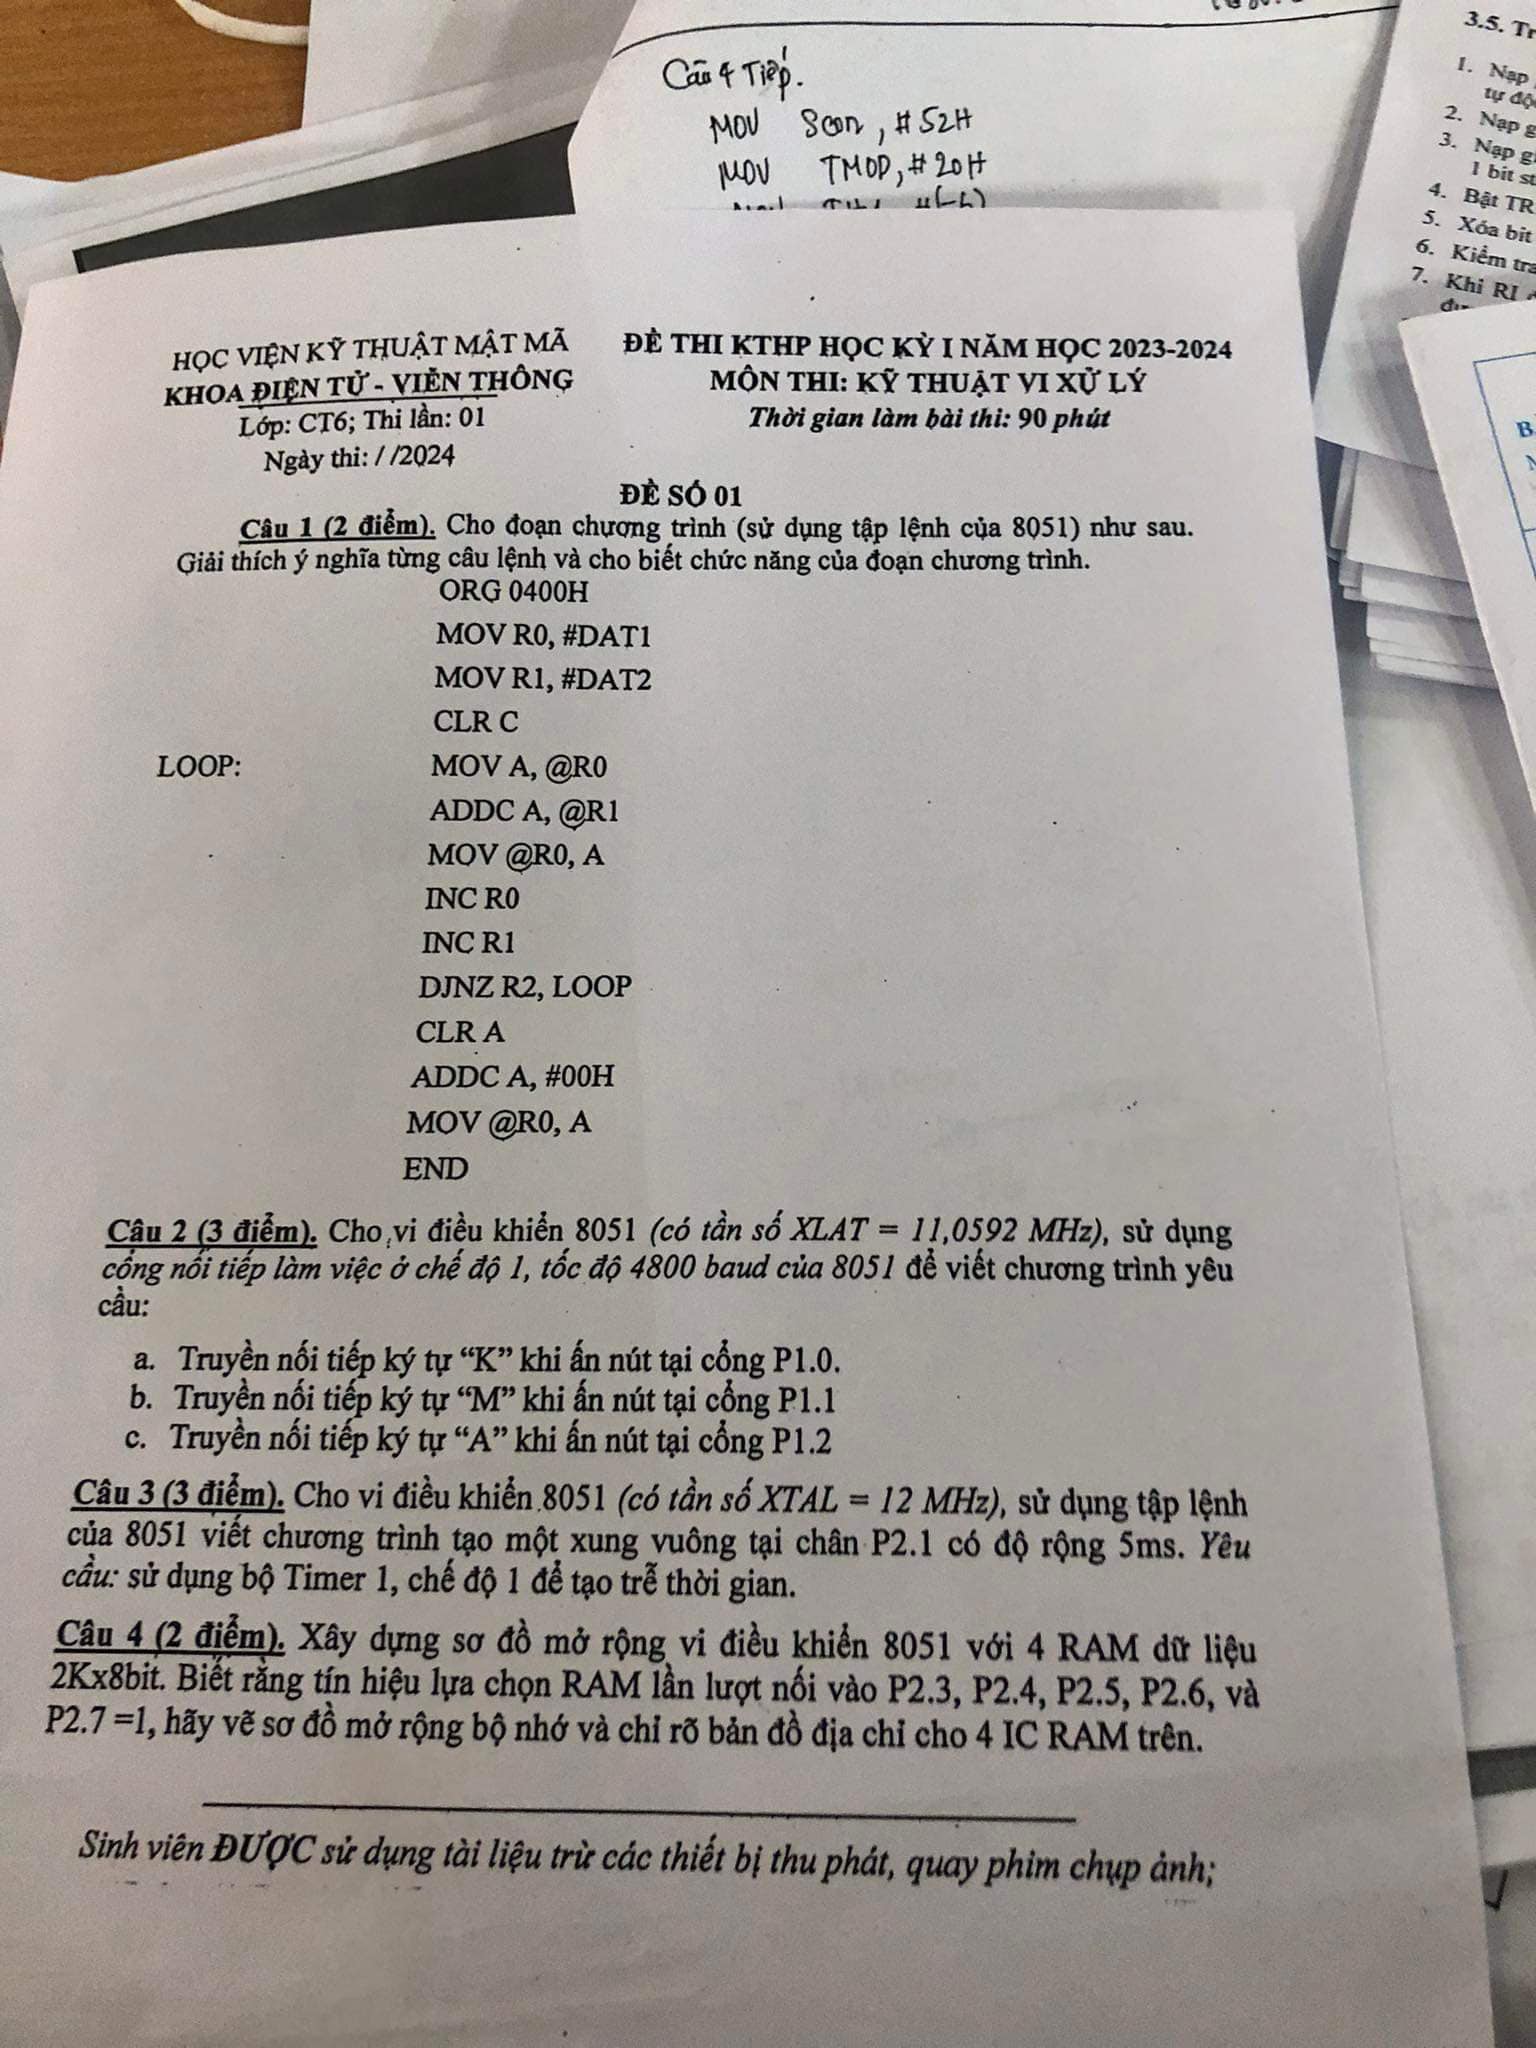 Câu 4 Tiếp.
MOV Scon, #52H
MOV TMOD, #20H
3.5.
1. Nạp
tự
2. Nạp
3. Nạp
1 bit
4. Bật TR
5. Xóa bit
6. Kiểm tra
7. Khi RI
HỌC VIỆN KỸ THUẬT MẬT MÃ
KHOA ĐIỆN TỬ - VIỄN THÔNG
Lớp: CT6; Thi lần: 01
Ngày thi: / /2024
ĐỀ THI KTHP HỌC KỲ I NĂM HỌC 2023-2024
MÔN THI: KỸ THUẬT VI XỬ LÝ
Thời gian làm bài thi: 90 phút
ĐỀ SỐ 01
Câu 1 (2 điểm). Cho đoạn chương trình (sử dụng tập lệnh của 8051) như sau.
Giải thích ý nghĩa từng câu lệnh và cho biết chức năng của đoạn chương trình.
ORG 0400H
MOV R0, #DAT1
MOV R1, #DAT2
CLR C
LOOP: MOV A, @R0
ADDC A, @R1
MOV @R0, A
INC R0
INC R1
DJNZ R2, LOOP
CLR A
ADDC A, #00H
MOV @R0, A
END
Câu 2 (3 điểm). Cho vi điều khiển 8051 (có tần số XLAT = 11,0592 MHz), sử dụng
cổng nối tiếp làm việc ở chế độ 1, tốc độ 4800 baud của 8051 để viết chương trình yêu
cầu:
a. Truyền nối tiếp ký tự “K” khi ấn nút tại cổng P1.0.
b. Truyền nối tiếp ký tự “M” khi ấn nút tại cổng P1.1
c. Truyền nối tiếp ký tự “A” khi ấn nút tại cổng P1.2
Câu 3 (3 điểm). Cho vi điều khiển 8051 (có tần số XTAL = 12 MHz), sử dụng tập lệnh
của 8051 viết chương trình tạo một xung vuông tại chân P2.1 có độ rộng 5ms. Yêu
cầu: sử dụng bộ Timer 1, chế độ 1 để tạo trễ thời gian.
Câu 4 (2 điểm). Xây dựng sơ đồ mở rộng vi điều khiển 8051 với 4 RAM dữ liệu
2Kx8bit. Biết rằng tín hiệu lựa chọn RAM lần lượt nối vào P2.3, P2.4, P2.5, P2.6, và
P2.7 =1, hãy vẽ sơ đồ mở rộng bộ nhớ và chỉ rõ bản đồ địa chỉ cho 4 IC RAM trên.
Sinh viên ĐƯỢC sử dụng tài liệu trừ các thiết bị thu phát, quay phim chụp ảnh;